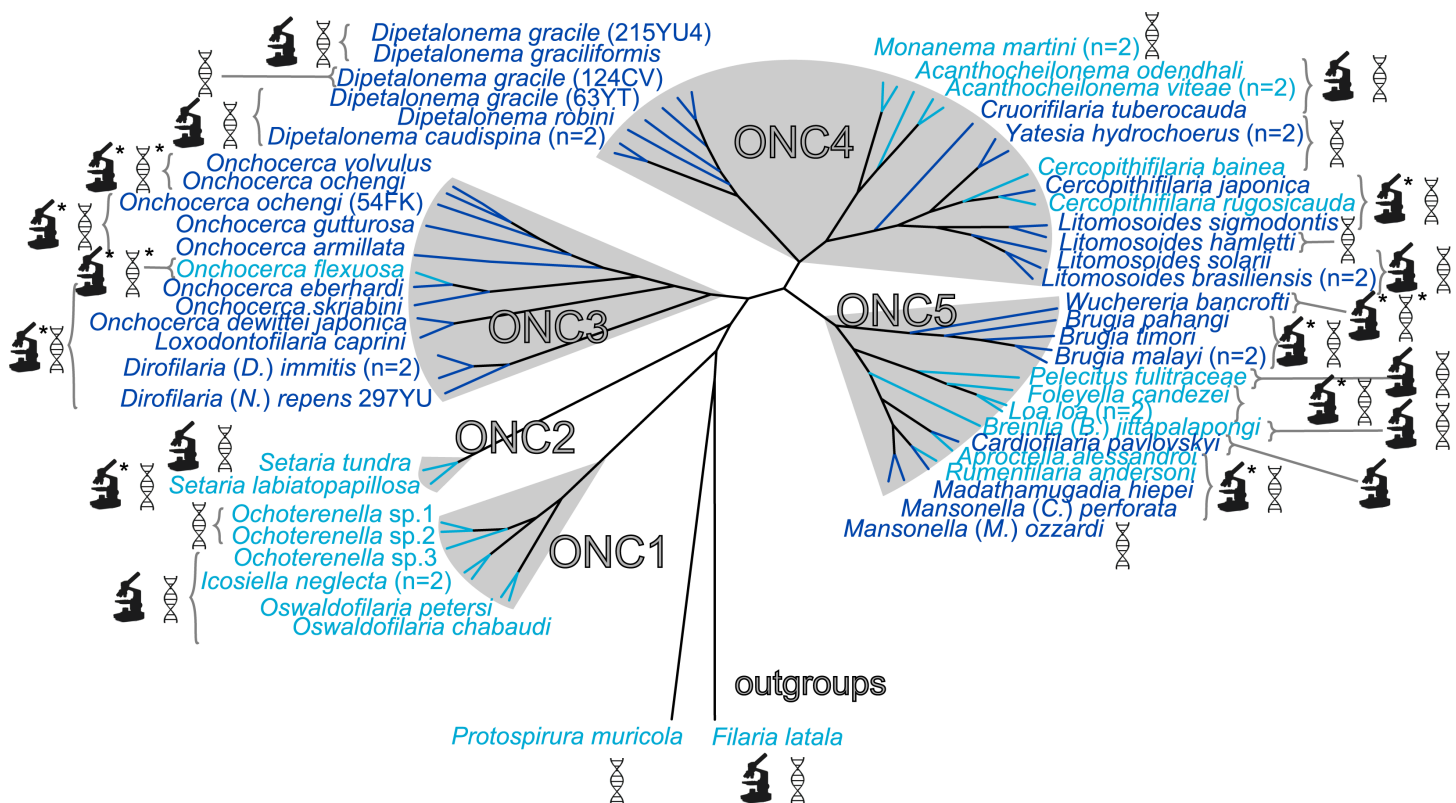 Dipetalonema gracile (215YU4)
Dipetalonema graciliformis
Dipetalonema gracile (124CV)
Dipetalonema gracile (63YT)
Dipetalonema robini
Dipetalonema caudispina (n=2)
* *
Onchocerca volvulus
Onchocerca ochengi
Onchocerca ochengi (54FK)
*
Onchocerca gutturosa
Onchocerca armillata
* *
Onchocerca flexuosa
Onchocerca eberhardi
Onchocerca skrjabini
Onchocerca dewittei japonica
*
Loxodontofilaria caprini
Dirofilaria (D.) immitis (n=2)
Dirofilaria (N.) repens 297YU
ONC3
ONC2
Setaria tundra
*
Setaria labiatopapillosa
Ochoterenella sp.1
Ochoterenella sp.2
Ochoterenella sp.3
Icosiella neglecta (n=2)
Oswaldofilaria petersi
Oswaldofilaria chabaudi
ONC1
ONC4
Monanema martini (n=2)
Acanthocheilonema odendhali
Acanthocheilonema viteae (n=2)
Cruorifilaria tuberocauda
Yatesia hydrochoerus (n=2)
Cercopithifilaria bainea
Cercopithifilaria japonica
*
Cercopithifilaria rugosicauda
Litomosoides sigmodontis
Litomosoides hamletti
Litomosoides solarii
Litomosoides brasiliensis (n=2)
ONC5
Wuchereria bancrofti
* *
Brugia pahangi
*
Brugia timori
Brugia malayi (n=2)
Pelecitus fulitraceae
Foleyella candezei
*
Loa loa (n=2)
Breinlia (B.) jittapalapongi
Cardiofilaria pavlovskyi
Aproctella alessandroi
Rumenfilaria andersoni
*
Madathamugadia hiepei
Mansonella (C.) perforata
Mansonella (M.) ozzardi
outgroups
Protospirura muricola
Filaria latala